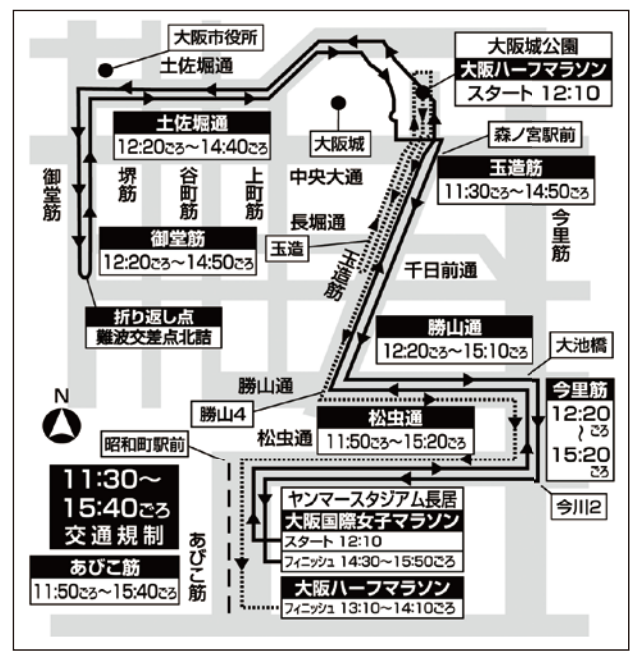 大阪市役所
土佐堀通
大阪城公園
大阪ハーフマラソン
スタート 12:10
土佐堀通
12:20ごろ〜14:40ごろ
大阪城
森ノ宮駅前
玉造筋
11:30ごろ〜14:50ごろ
御堂筋
堺筋
谷町筋
上町筋
中央大通
今里筋
長堀通
御堂筋
12:20ごろ〜14:50ごろ
玉造
玉造筋
千日前通
折り返し点
難波交差点北詰
勝山通
12:20ごろ〜15:10ごろ
大池橋
N
勝山通
勝山4
今里筋
12:20
〜ごろ
15:20
ごろ
松虫通
11:50ごろ〜15:20ごろ
松虫通
昭和町駅前
11:30〜
15:40ごろ
交通規制
ヤンマースタジアム長居
大阪国際女子マラソン
スタート 12:10
フィニッシュ 14:30〜15:50ごろ
今川2
あびこ筋
あびこ筋
11:50ごろ〜15:40ごろ
大阪ハーフマラソン
フィニッシュ 13:10〜14:10ごろ